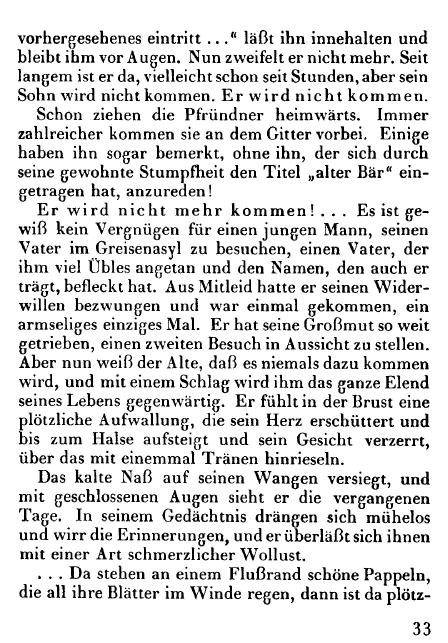 vorhergesehenes eintritt ...“ läßt ihn innehalten und
bleibt ihm vor Augen. Nun zweifelt er nicht mehr. Seit
langem ist er da, vielleicht schon seit Stunden, aber sein
Sohn wird nicht kommen. Er wird nicht kommen.
Schon ziehen die Pfründner heimwärts. Immer
zahlreicher kommen sie an dem Gitter vorbei. Einige
haben ihn sogar bemerkt, ohne ihn, der sich durch
seine gewohnte Stumpfheit den Titel „alter Bär“ ein-
getragen hat, anzureden!
Er wird nicht mehr kommen! ... Es ist ge-
wiß kein Vergnügen für einen jungen Mann, seinen
Vater im Greisenasyl zu besuchen, einen Vater, der
ihm viel Übles angetan und den Namen, den auch er
trägt, befleckt hat. Aus Mitleid hatte er seinen Wider-
willen bezwungen und war einmal gekommen, ein
armseliges einziges Mal. Er hat seine Großmut so weit
getrieben, einen zweiten Besuch in Aussicht zu stellen.
Aber nun weiß der Alte, daß es niemals dazu kommen
wird, und mit einem Schlag wird ihm das ganze Elend
seines Lebens gegenwärtig. Er fühlt in der Brust eine
plötzliche Aufwallung, die sein Herz erschüttert und
bis zum Halse aufsteigt und sein Gesicht verzerrt,
über das mit einemmal Tränen hinrieseln.
Das kalte Naß auf seinen Wangen versiegt, und
mit geschlossenen Augen sieht er die vergangenen
Tage. In seinem Gedächtnis drängen sich mühelos
und wirr die Erinnerungen, und er überläßt sich ihnen
mit einer Art schmerzlicher Wollust.
... Da stehen an einem Flußrand schöne Pappeln,
die all ihre Blätter im Winde regen, dann ist da plötz-
33